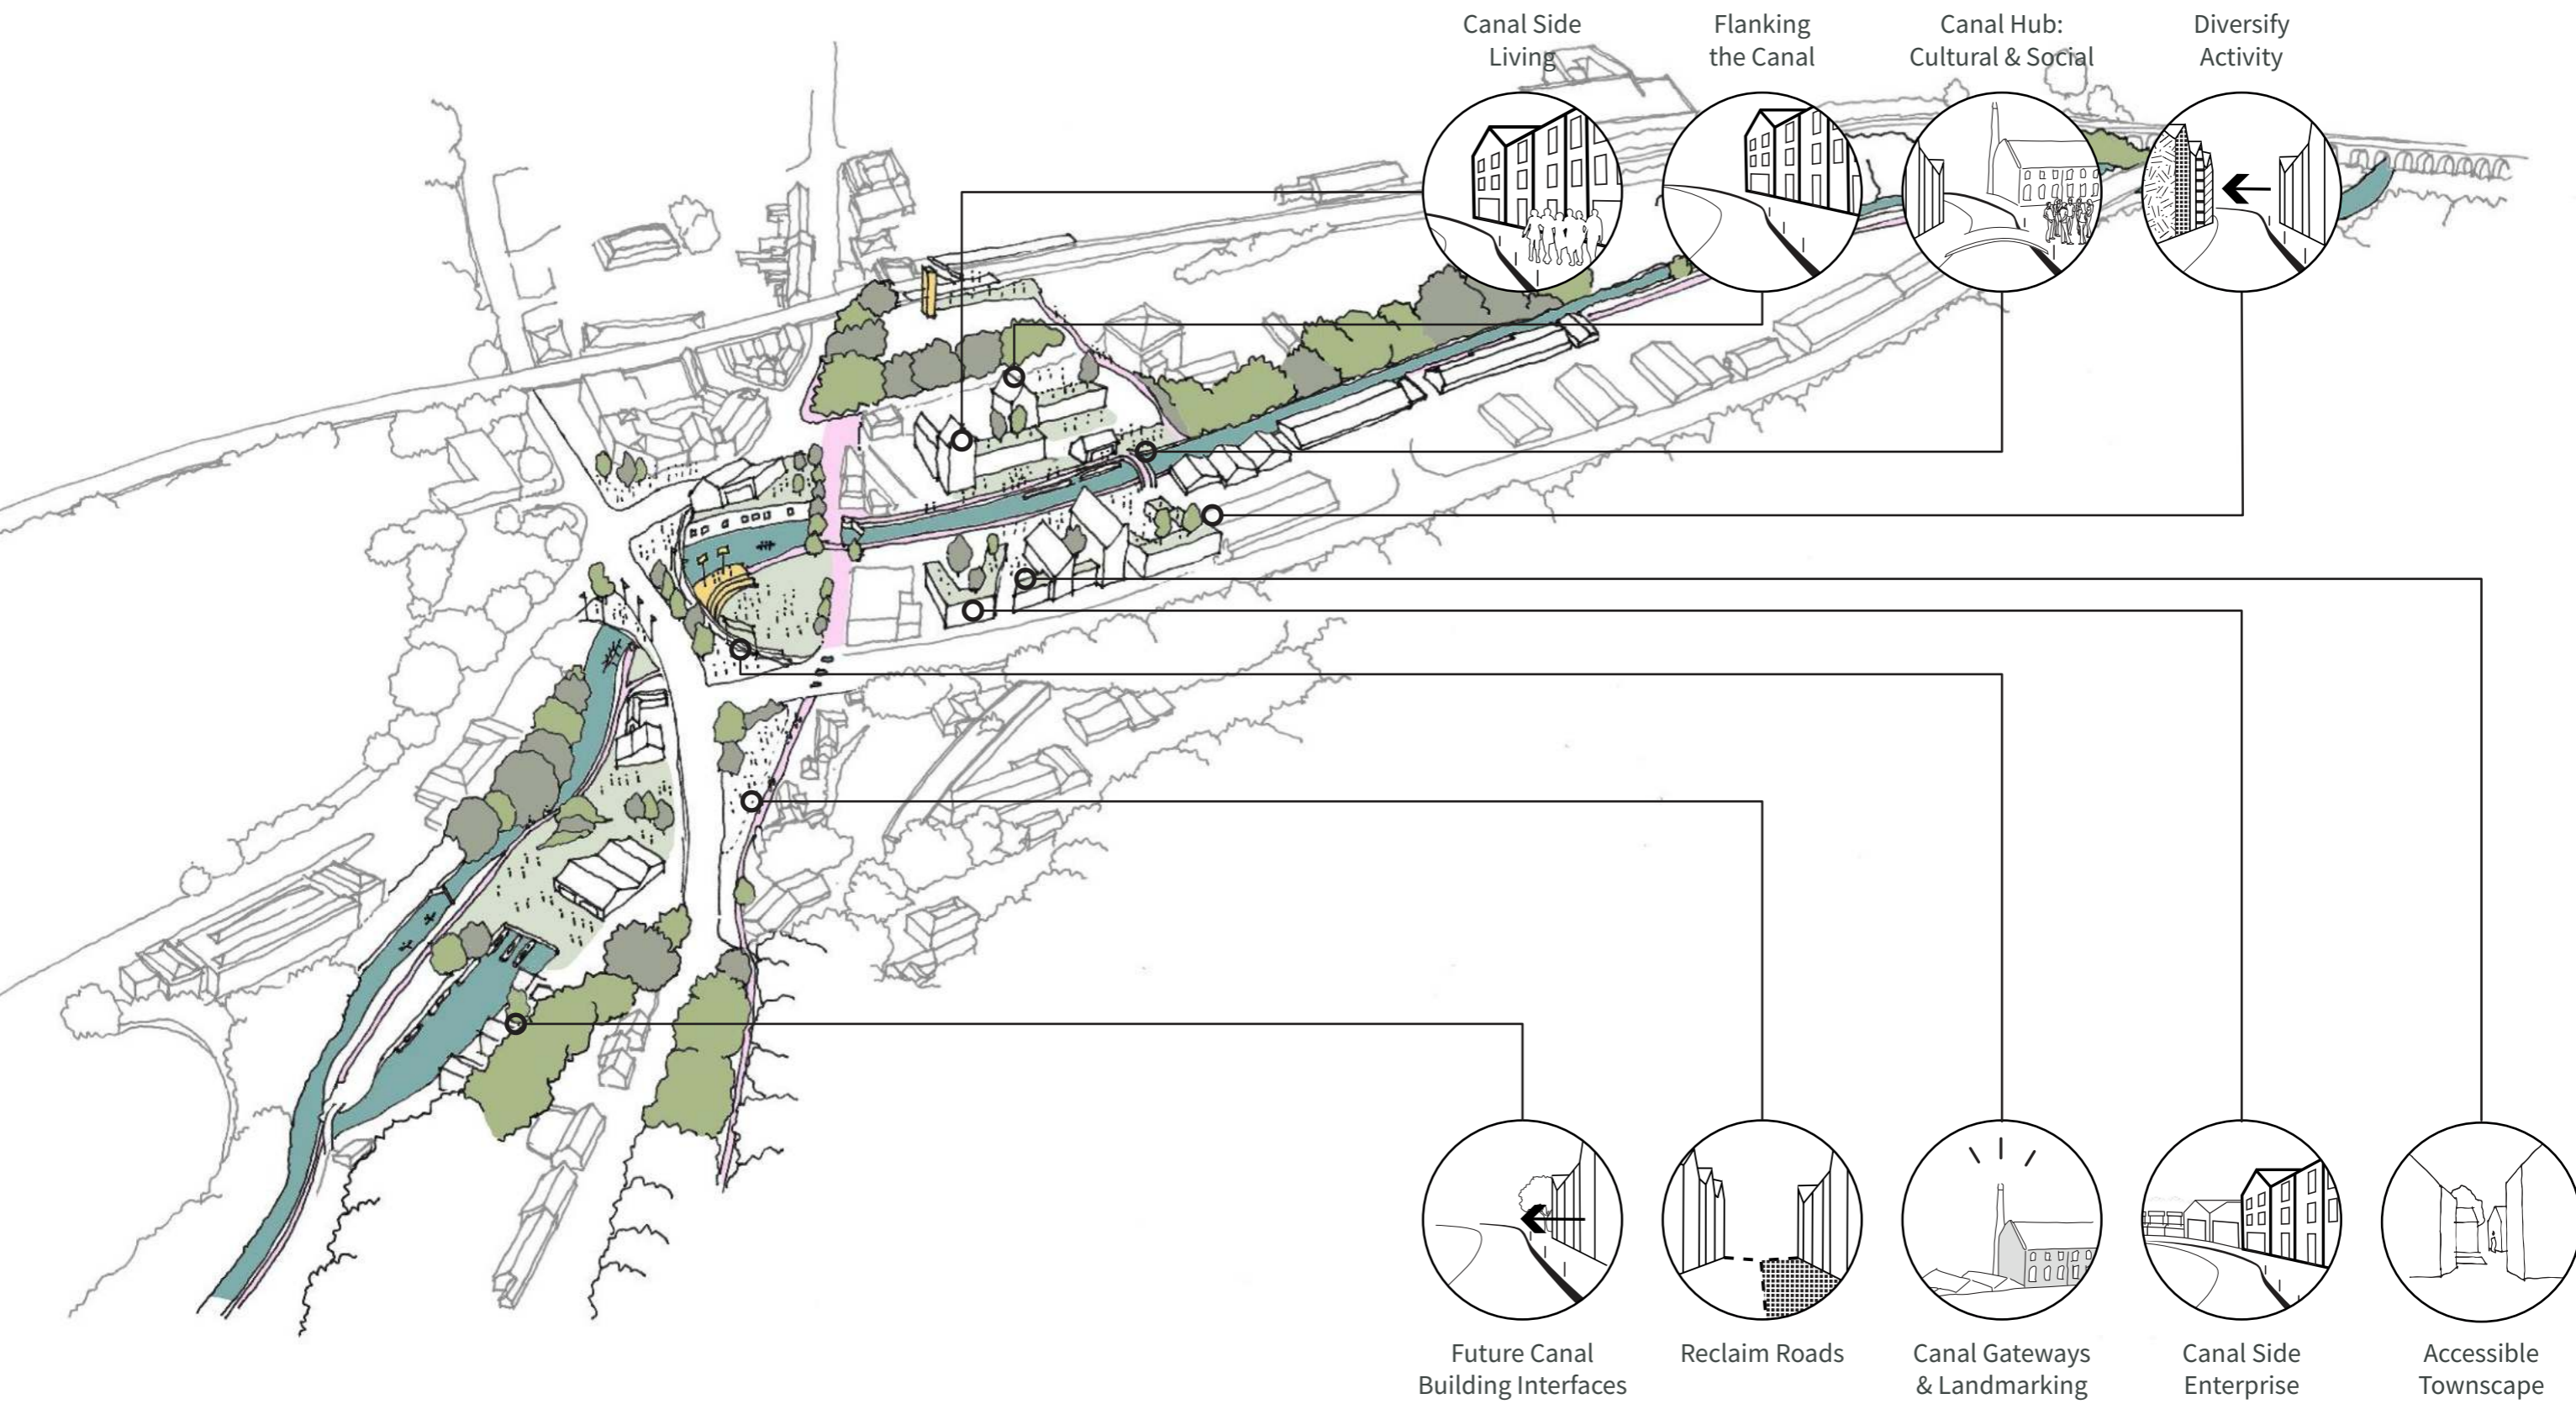 Canal Side
Living
Flanking
the Canal
Canal Hub:
Cultural & Social
Diversify
Activity
Future Canal
Building Interfaces
Reclaim Roads
Canal Gateways
& Landmarking
Canal Side
Enterprise
Accessible
Townscape